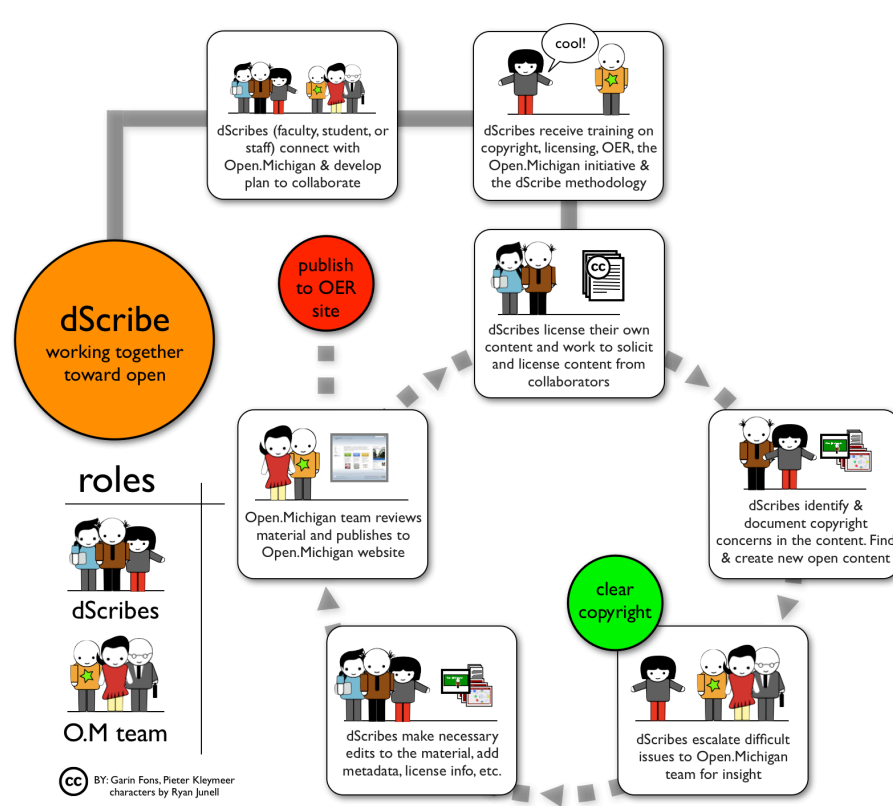 dScribes (faculty, student, or
staff) connect with
Open.Michigan & develop
plan to collaborate
cool!
dScribes receive training on
copyright, licensing, OER, the
Open.Michigan initiative &
the dScribe methodology
dScribe
working together
toward open
publish
to OER
site
cc
dScribes license their own
content and work to solicit
and license content from
collaborators
dScribes identify &
document copyright
concerns in the content. Find
& create new open content
clear
copyright
dScribes escalate difficult
issues to Open.Michigan
team for insight
dScribes make necessary
edits to the material, add
metadata, license info, etc.
Open.Michigan team reviews
material and publishes to
Open.Michigan website
roles
dScribes
O.M team
cc
BY: Garin Fons, Pieter Kleymeer
characters by Ryan Junell